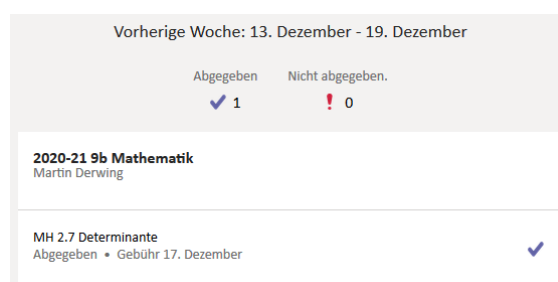 Vorherige Woche: 13. Dezember - 19. Dezember
Abgegeben Nicht abgegeben.
1 0
2020-21 9b Mathematik
Martin Derwing
MH 2.7 Determinante
Abgegeben • Gebühr 17. Dezember